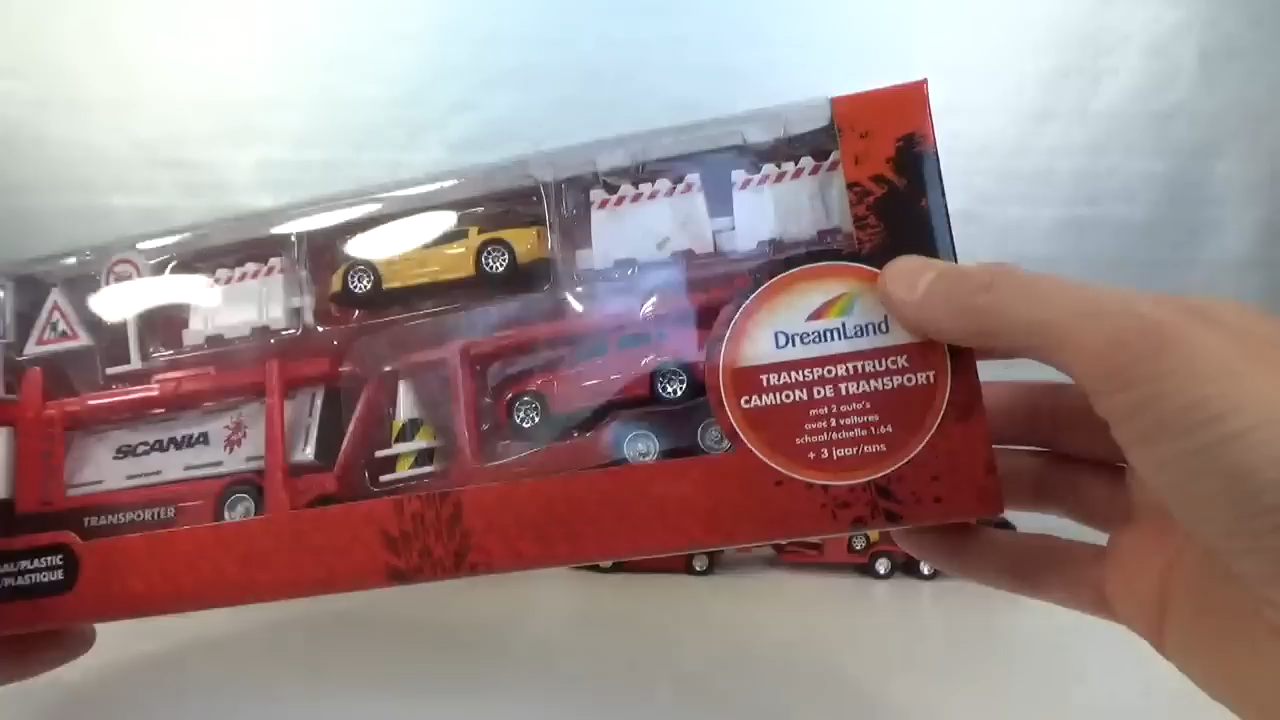 DreamLand
TRANSPORTTRUCK
CAMION DE TRANSPORT
met 2 auto's
avec 2 voitures
schaal/échelle 1:64
+ 3 jaar/ans
SCANIA
TRANSPORTER
/PLASTIC
/PLASTIQUE